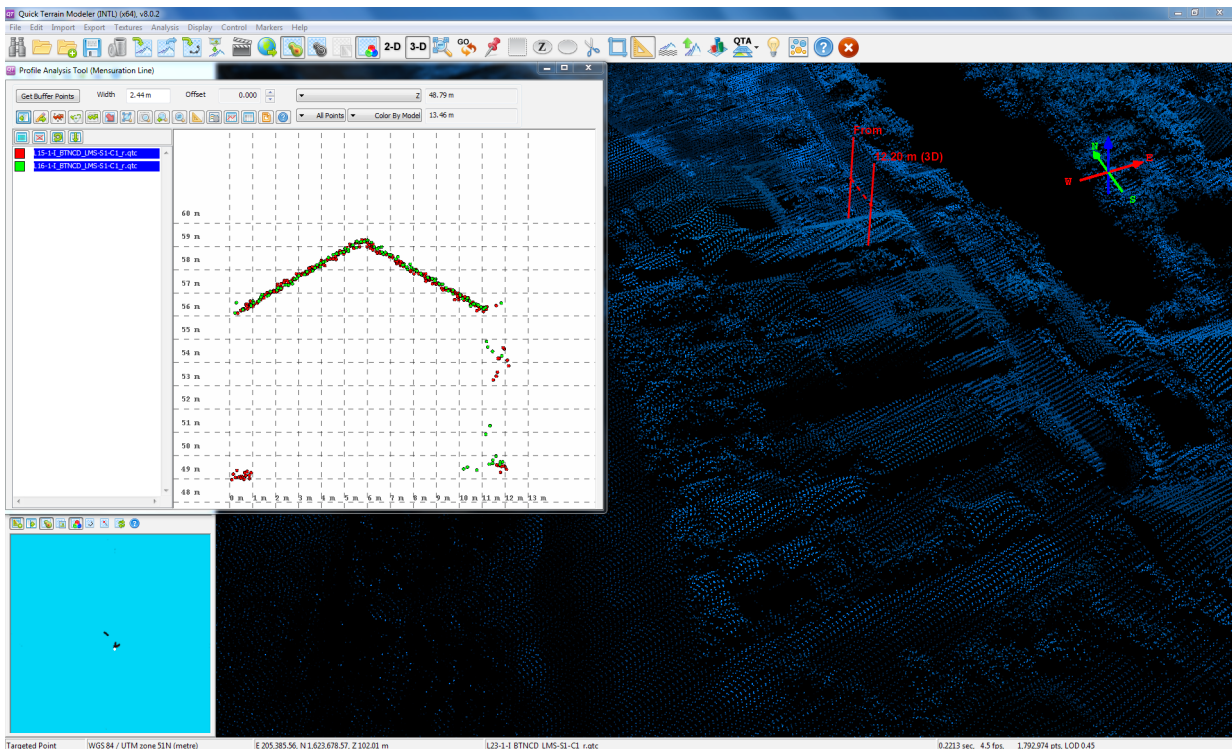 Quick Terrain Modeler (INTL) (x64), v8.0.2
File Edit Import Export Textures Analysis Display Control Markers Help
2-D 3-D GO Z QTA
Profile Analysis Tool (Mensuration Line)
Get Buffer Points Width 2.44 m Offset 0.000 Z 48.79 m
All Points Color By Model 13.46 m
L15-1-I_BTNCD_LMS-S1-C1_r.qtc
L16-1-I_BTNCD_LMS-S1-C1_r.qtc
60 m
59 m
58 m
57 m
56 m
55 m
54 m
53 m
52 m
51 m
50 m
49 m
48 m
0 m 1 m 2 m 3 m 4 m 5 m 6 m 7 m 8 m 9 m 10 m 11 m 12 m 13 m
From
12.20 m (3D)
N
E
W
S
Targeted Point WGS 84 / UTM zone 51N (metre) E 205,385.56, N 1,623,678.57, Z 102.01 m L23-1-I_BTNCD_LMS-S1-C1_r.qtc 0.2213 sec, 4.5 fps, 1,792,974 pts, LOD 0.45